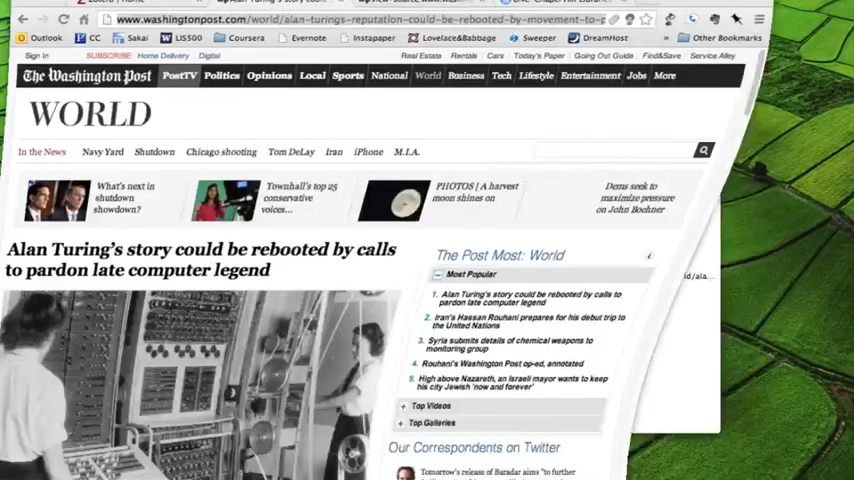 www.washingtonpost.com/world/alan-turings-reputation-could-be-rebooted-by-movement-to-p
Outlook CC Sakai LIS500 Coursera Evernote Instapaper Lovelace&Babbage Sweeper DreamHost » Other Bookmarks
Sign In SUBSCRIBE: Home Delivery Digital Real Estate Rentals Cars Today's Paper Going Out Guide Find&Save Service Alley
The Washington Post PostTV Politics Opinions Local Sports National World Business Tech Lifestyle Entertainment Jobs More
WORLD
In the News Navy Yard Shutdown Chicago shooting Tom DeLay Iran iPhone M.I.A.
What's next in
shutdown
showdown?
Townhall's top 25
conservative
voices...
PHOTOS | A harvest
moon shines on
Dems seek to
maximize pressure
on John Boehner
Alan Turing's story could be rebooted by calls
to pardon late computer legend
The Post Most: World
Most Popular
1. Alan Turing's story could be rebooted by calls to
pardon late computer legend
2. Iran's Hassan Rouhani prepares for his debut trip to
the United Nations
3. Syria submits details of chemical weapons to
monitoring group
4. Rouhani's Washington Post op-ed, annotated
5. High above Nazareth, an Israeli mayor wants to keep
his city Jewish 'now and forever'
Top Videos
Top Galleries
Our Correspondents on Twitter
Tomorrow's release of Baradar aims "to further